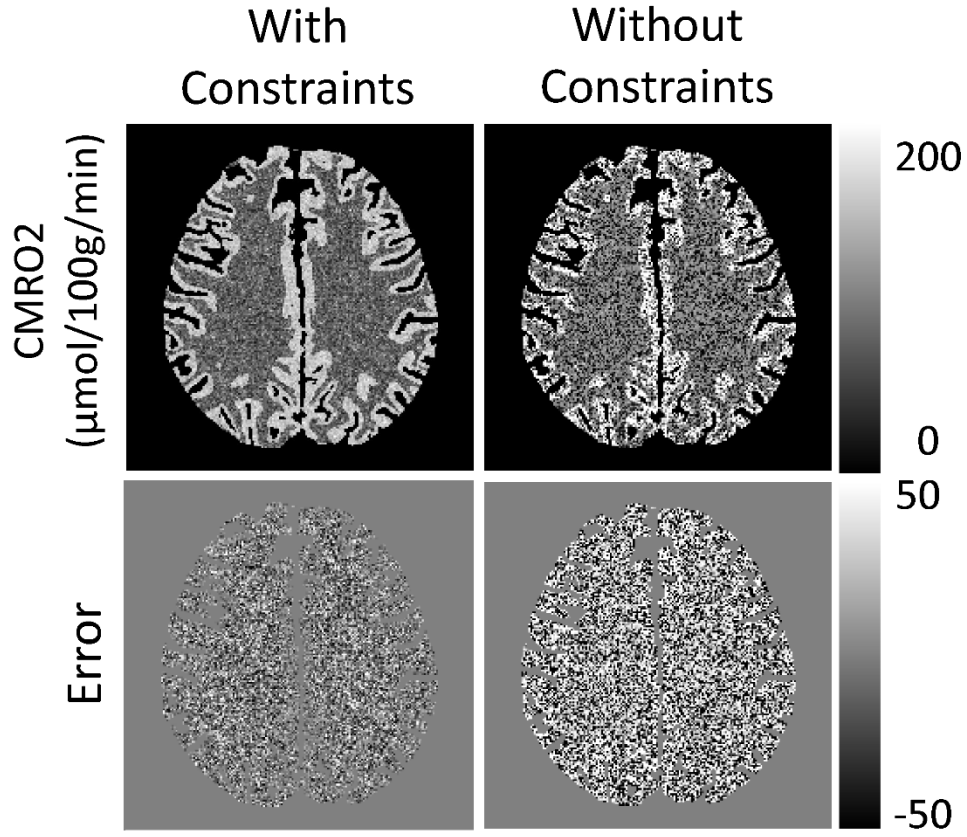 With
Constraints
Without
Constraints
CMRO2
(µmol/100g/min)
200
0
Error
50
-50